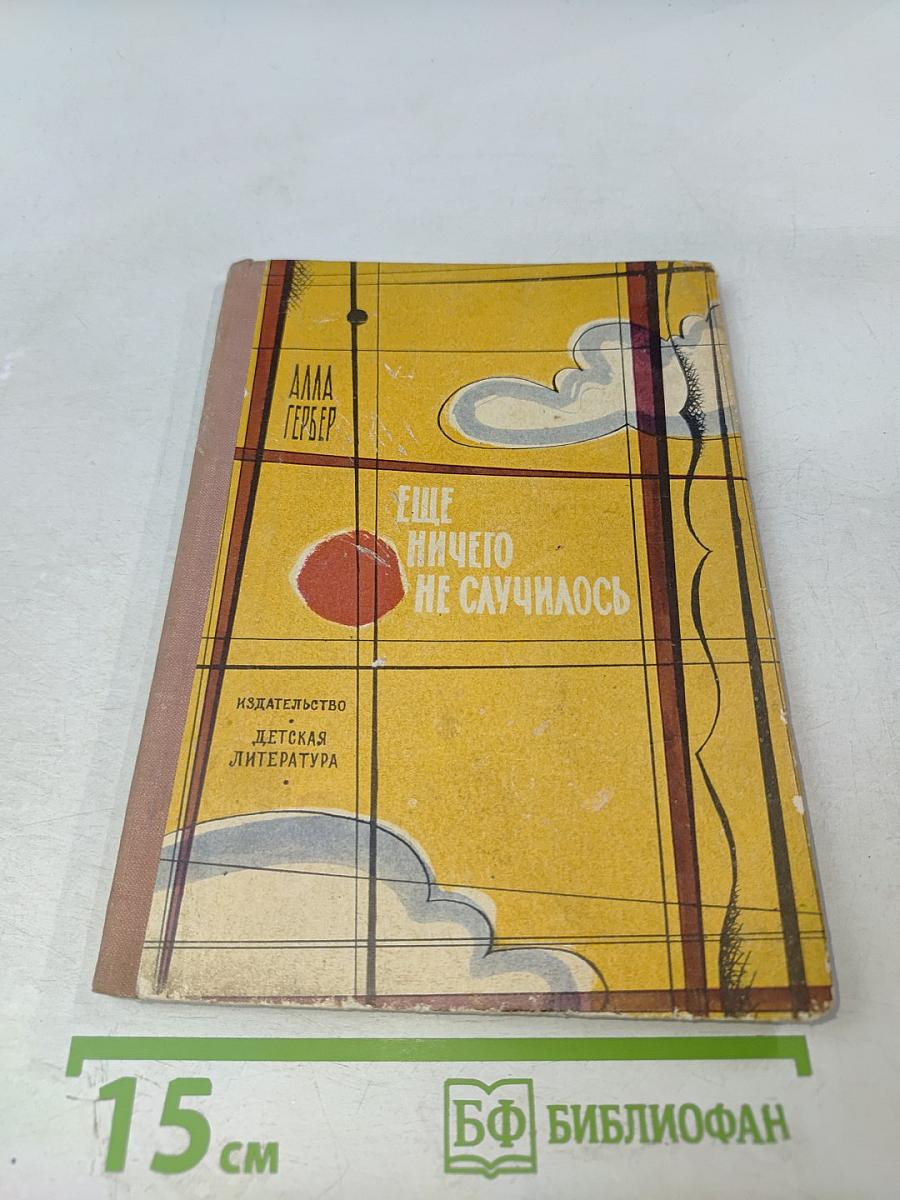 АЛЛА
ГЕРБЕР
ЕЩЕ
НИЧЕГО
НЕ СЛУЧИЛОСЬ
ИЗДАТЕЛЬСТВО
ДЕТСКАЯ
ЛИТЕРАТУРА
15 см
БФ БИБЛИОФАН